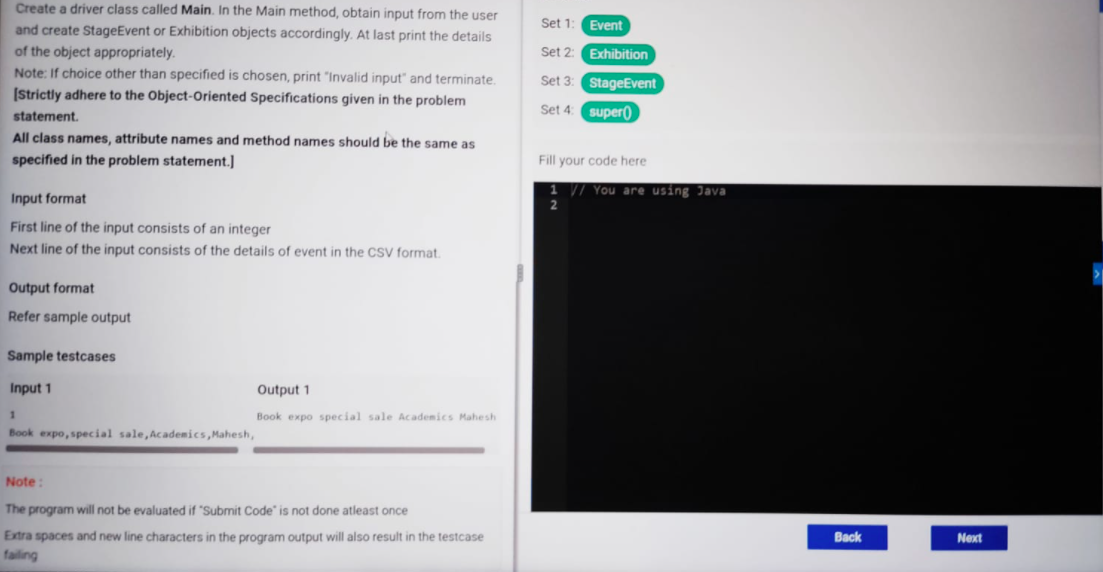 Create a driver class called Main. In the Main method, obtain input from the user
and create StageEvent or Exhibition objects accordingly. At last print the details
of the object appropriately.
Note: If choice other than specified is chosen, print "Invalid input" and terminate.
[Strictly adhere to the Object-Oriented Specifications given in the problem
statement.
All class names, attribute names and method names should be the same as
specified in the problem statement.]
Input format
First line of the input consists of an integer
Next line of the input consists of the details of event in the CSV format.
Output format
Refer sample output
Sample testcases
Input 1
Output 1
1
Book expo,special sale,Academics,Mahesh,
Book expo special sale Academics Mahesh
Note :
The program will not be evaluated if "Submit Code" is not done atleast once
Extra spaces and new line characters in the program output will also result in the testcase
failing
Set 1: Event
Set 2: Exhibition
Set 3: StageEvent
Set 4: super()
Fill your code here
1 // You are using Java
2
Back
Next